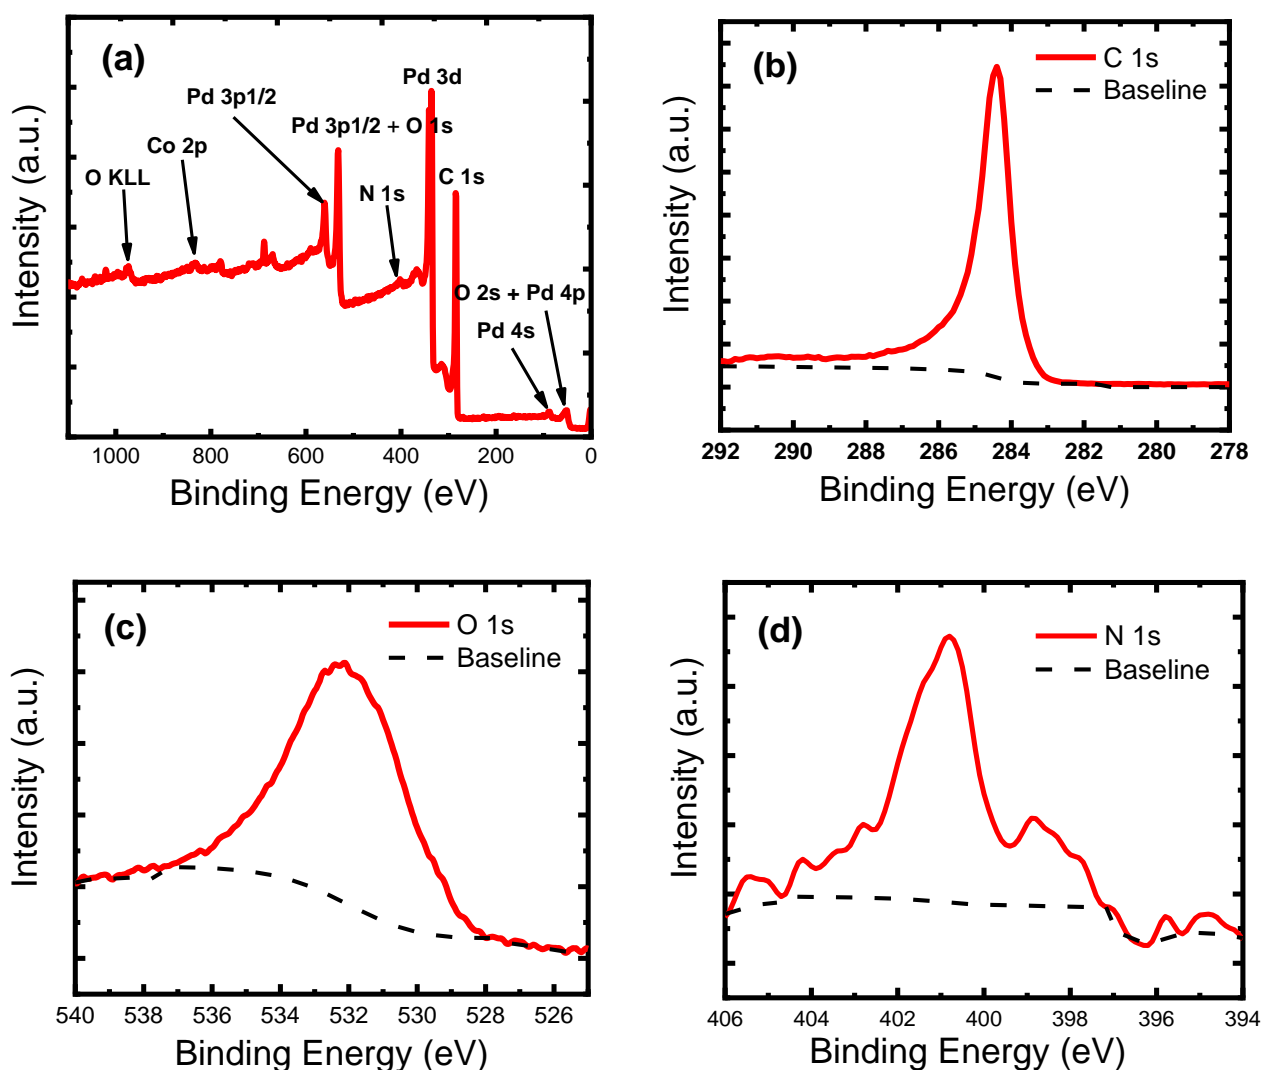 (a)
Pd 3d
Pd 3p1/2
Pd 3p1/2 + O 1s
Co 2p
O KLL
N 1s
C 1s
O 2s + Pd 4p
Pd 4s
Intensity (a.u.)
1000 800 600 400 200 0
Binding Energy (eV)
(b)
C 1s
Baseline
Intensity (a.u.)
292 290 288 286 284 282 280 278
Binding Energy (eV)
(c)
O 1s
Baseline
Intensity (a.u.)
540 538 536 534 532 530 528 526
Binding Energy (eV)
(d)
N 1s
Baseline
Intensity (a.u.)
406 404 402 400 398 396 394
Binding Energy (eV)